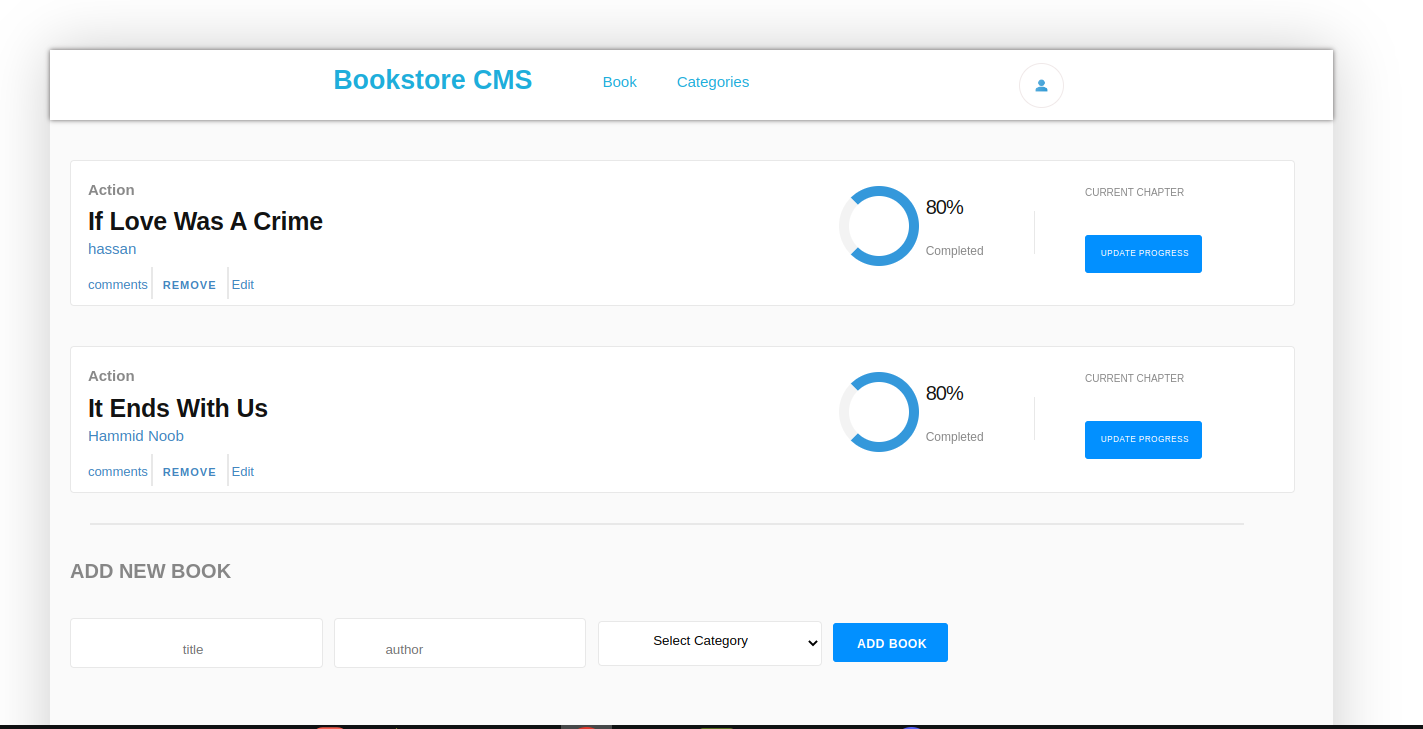 Bookstore CMS Book Categories
Action
If Love Was A Crime
hassan
comments REMOVE Edit
80%
Completed
CURRENT CHAPTER
UPDATE PROGRESS
Action
It Ends With Us
Hammid Noob
comments REMOVE Edit
80%
Completed
CURRENT CHAPTER
UPDATE PROGRESS
ADD NEW BOOK
title author Select Category ADD BOOK